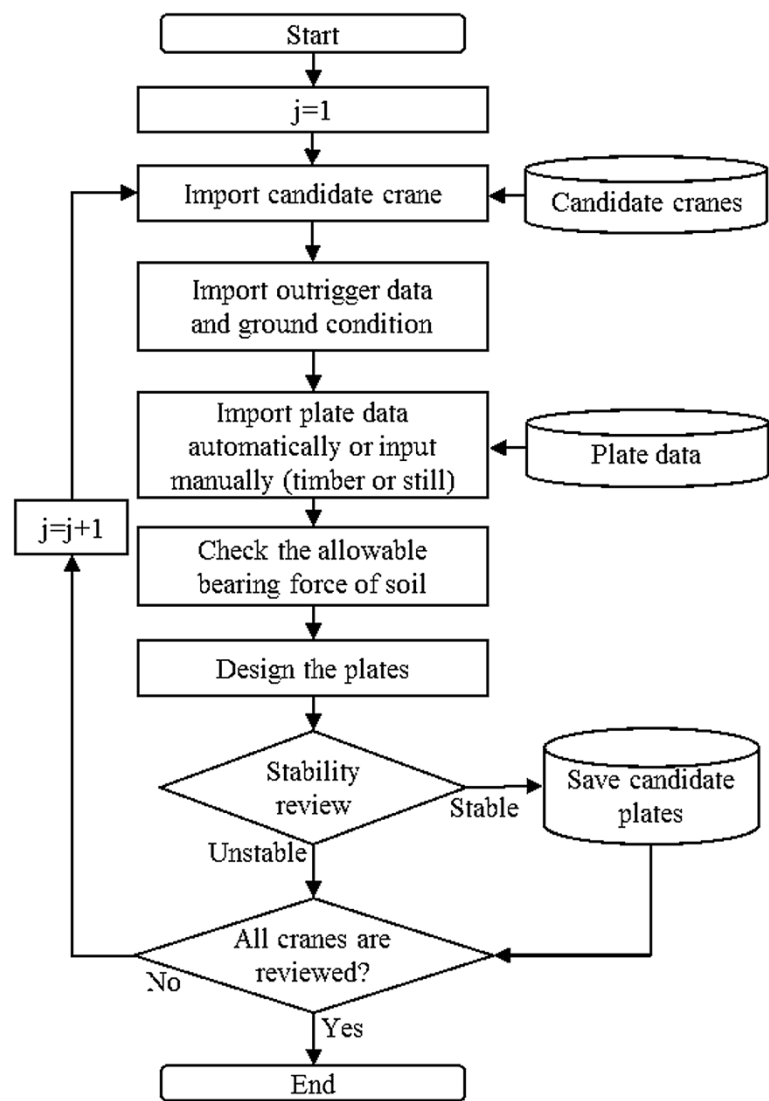 Start
j=1
Import candidate crane
Candidate cranes
Import outrigger data
and ground condition
Import plate data
automatically or input
manually (timber or still)
Plate data
j=j+1
Check the allowable
bearing force of soil
Design the plates
Stability
review
Stable
Save candidate
plates
Unstable
All cranes are
reviewed?
No
Yes
End